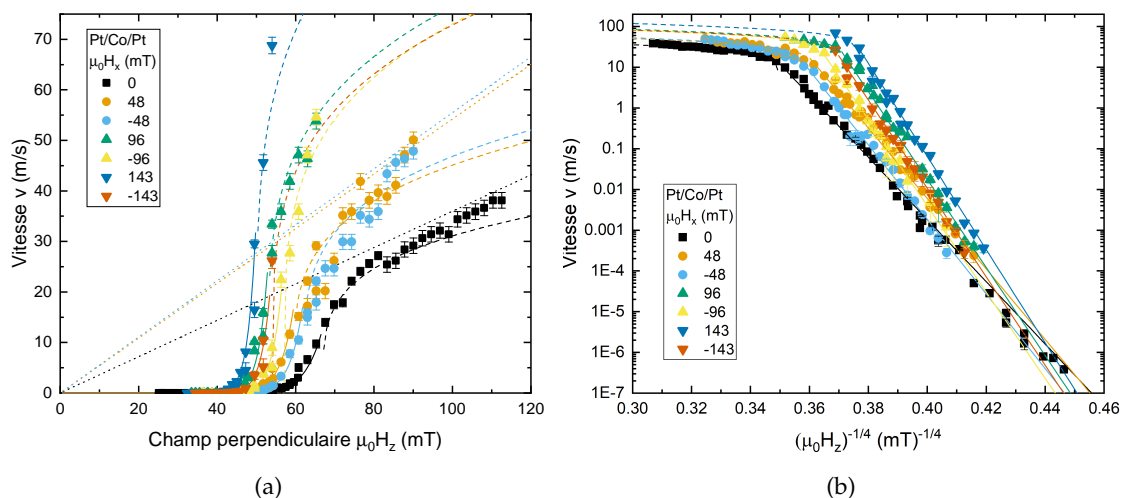 Pt/Co/Pt
μ₀Hₓ (mT)
0
48
-48
96
-96
143
-143
70
60
50
40
30
20
10
0
Vitesse v (m/s)
0 20 40 60 80 100 120
Champ perpendiculaire μ₀H_z (mT)
(a)
100
10
1
0.1
0.01
0.001
1E-4
1E-5
1E-6
1E-7
Vitesse v (m/s)
Pt/Co/Pt
μ₀Hₓ (mT)
0
48
-48
96
-96
143
-143
0.30 0.32 0.34 0.36 0.38 0.40 0.42 0.44 0.46
(μ₀H_z)^-1/4 (mT)^-1/4
(b)